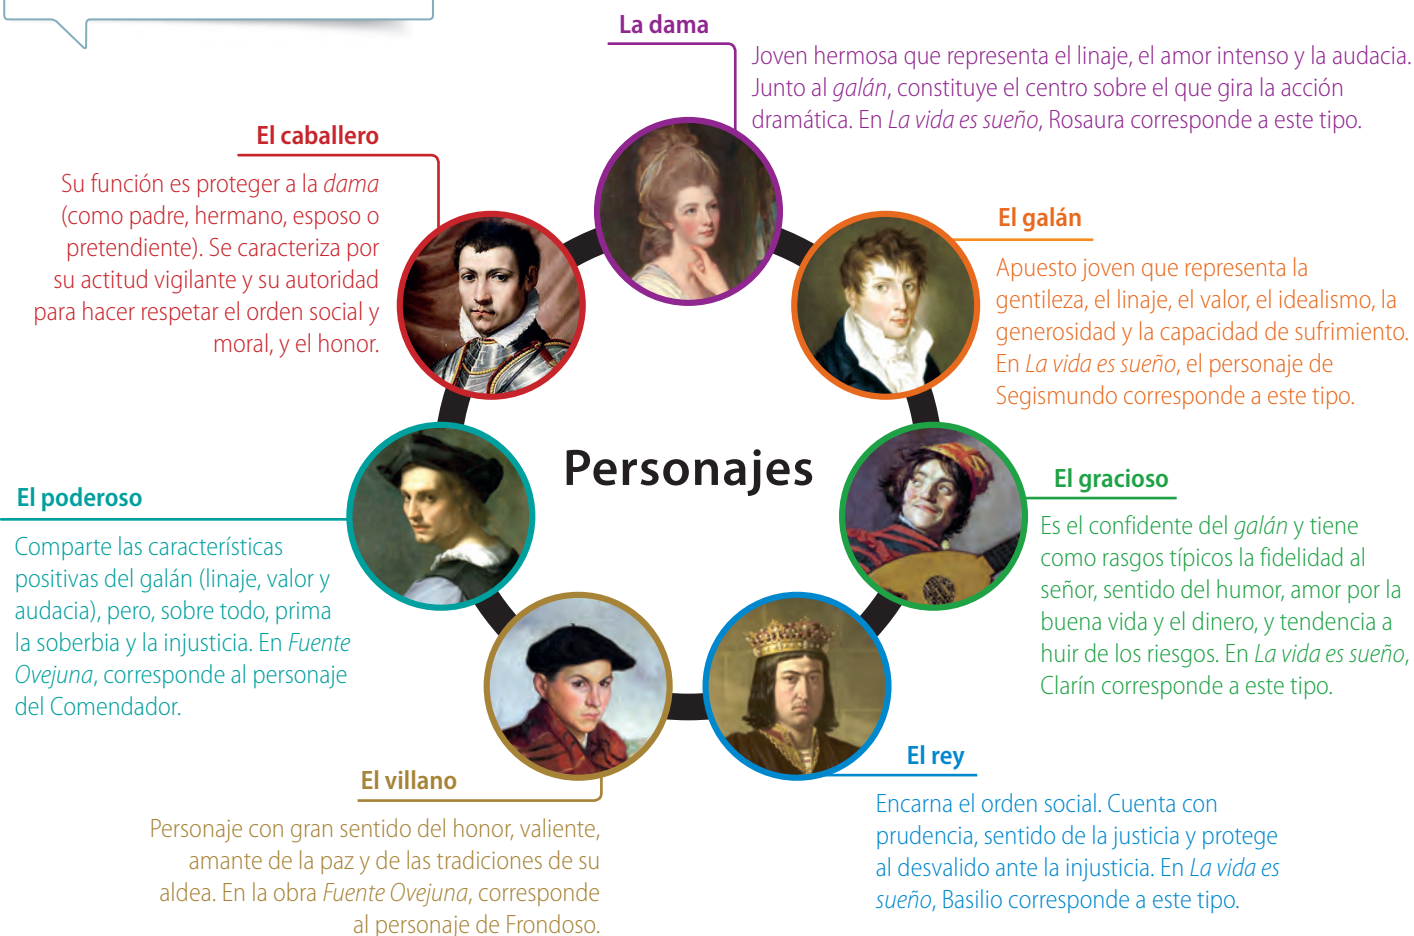 La dama
Joven hermosa que representa el linaje, el amor intenso y la audacia.
Junto al galán, constituye el centro sobre el que gira la acción
dramática. En La vida es sueño, Rosaura corresponde a este tipo.
El caballero
Su función es proteger a la dama
(como padre, hermano, esposo o
pretendiente). Se caracteriza por
su actitud vigilante y su autoridad
para hacer respetar el orden social y
moral, y el honor.
El galán
Apuesto joven que representa la
gentileza, el linaje, el valor, el idealismo, la
generosidad y la capacidad de sufrimiento.
En La vida es sueño, el personaje de
Segismundo corresponde a este tipo.
Personajes
El poderoso
Comparte las características
positivas del galán (linaje, valor y
audacia), pero, sobre todo, prima
la soberbia y la injusticia. En Fuente
Ovejuna, corresponde al personaje
del Comendador.
El gracioso
Es el confidente del galán y tiene
como rasgos típicos la fidelidad al
señor, sentido del humor, amor por la
buena vida y el dinero, y tendencia a
huir de los riesgos. En La vida es sueño,
Clarín corresponde a este tipo.
El villano
Personaje con gran sentido del honor, valiente,
amante de la paz y de las tradiciones de su
aldea. En la obra Fuente Ovejuna, corresponde
al personaje de Frondoso.
El rey
Encarna el orden social. Cuenta con
prudencia, sentido de la justicia y protege
al desvalido ante la injusticia. En La vida es
sueño, Basilio corresponde a este tipo.